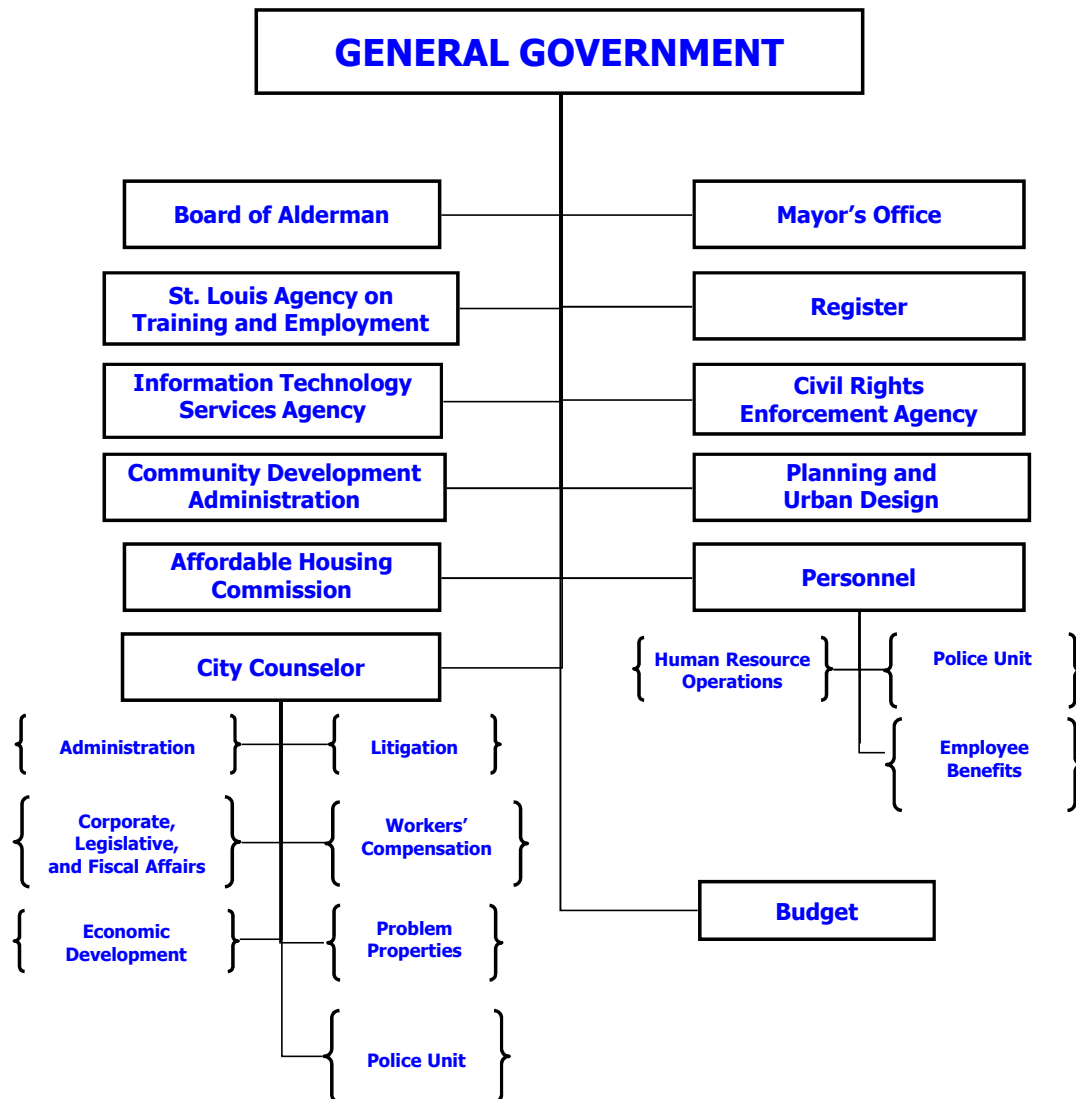 GENERAL GOVERNMENT
Board of Alderman
Mayor’s Office
St. Louis Agency on
Training and Employment
Register
Information Technology
Services Agency
Civil Rights
Enforcement Agency
Community Development
Administration
Planning and
Urban Design
Affordable Housing
Commission
Personnel
City Counselor
Human Resource
Operations
Police Unit
Employee
Benefits
Administration
Litigation
Corporate,
Legislative,
and Fiscal Affairs
Workers’
Compensation
Economic
Development
Problem
Properties
Police Unit
Budget